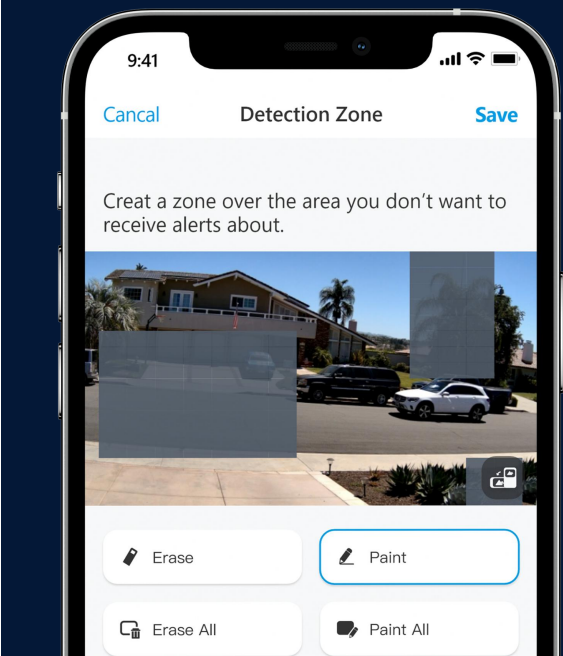 9:41
Cancal Detection Zone Save
Creat a zone over the area you don't want to
receive alerts about.
Erase Paint
Erase All Paint All